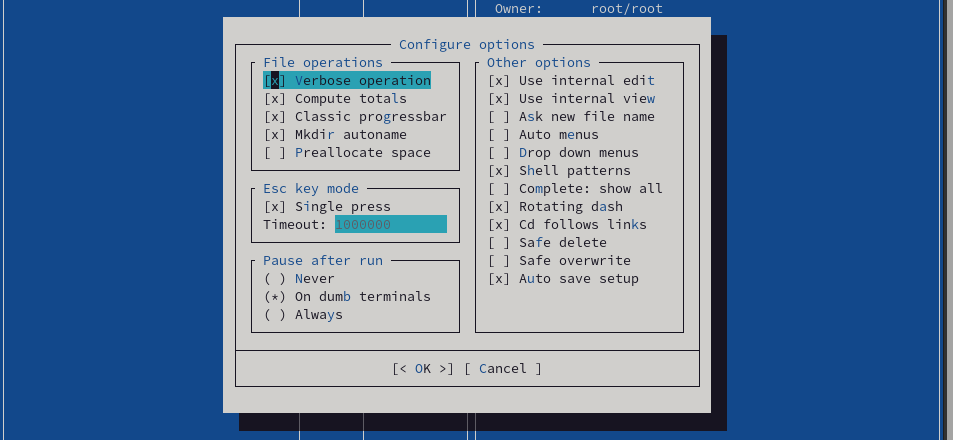 Owner: root/root
Configure options
File operations
[x] Verbose operation
[x] Compute totals
[x] Classic progressbar
[x] Mkdir autoname
[ ] Preallocate space
Esc key mode
[x] Single press
Timeout: 1000000
Pause after run
( ) Never
(*) On dumb terminals
( ) Always
Other options
[x] Use internal edit
[x] Use internal view
[ ] Ask new file name
[ ] Auto menus
[ ] Drop down menus
[x] Shell patterns
[ ] Complete: show all
[x] Rotating dash
[x] Cd follows links
[ ] Safe delete
[ ] Safe overwrite
[x] Auto save setup
[< OK >] [ Cancel ]